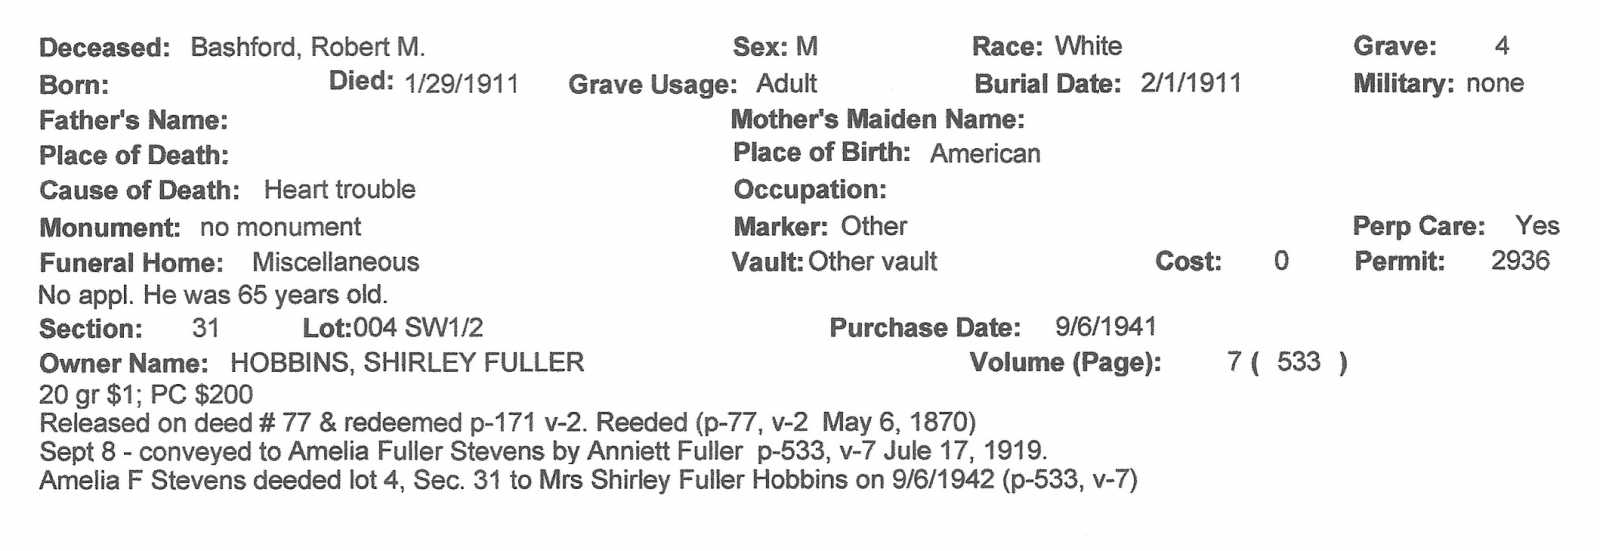 Deceased: Bashford, Robert M. Sex: M Race: White Grave: 4
Born: Died: 1/29/1911 Grave Usage: Adult Burial Date: 2/1/1911 Military: none
Father's Name: Mother's Maiden Name:
Place of Death: Place of Birth: American
Cause of Death: Heart trouble Occupation:
Monument: no monument Marker: Other Perp Care: Yes
Funeral Home: Miscellaneous Vault: Other vault Cost: 0 Permit: 2936
No appl. He was 65 years old.
Section: 31 Lot: 004 SW1/2 Purchase Date: 9/6/1941
Owner Name: HOBBINS, SHIRLEY FULLER Volume (Page): 7 ( 533 )
20 gr $1; PC $200
Released on deed # 77 & redeemed p-171 v-2. Reeded (p-77, v-2 May 6, 1870)
Sept 8 - conveyed to Amelia Fuller Stevens by Anniett Fuller p-533, v-7 Jule 17, 1919.
Amelia F Stevens deeded lot 4, Sec. 31 to Mrs Shirley Fuller Hobbins on 9/6/1942 (p-533, v-7)